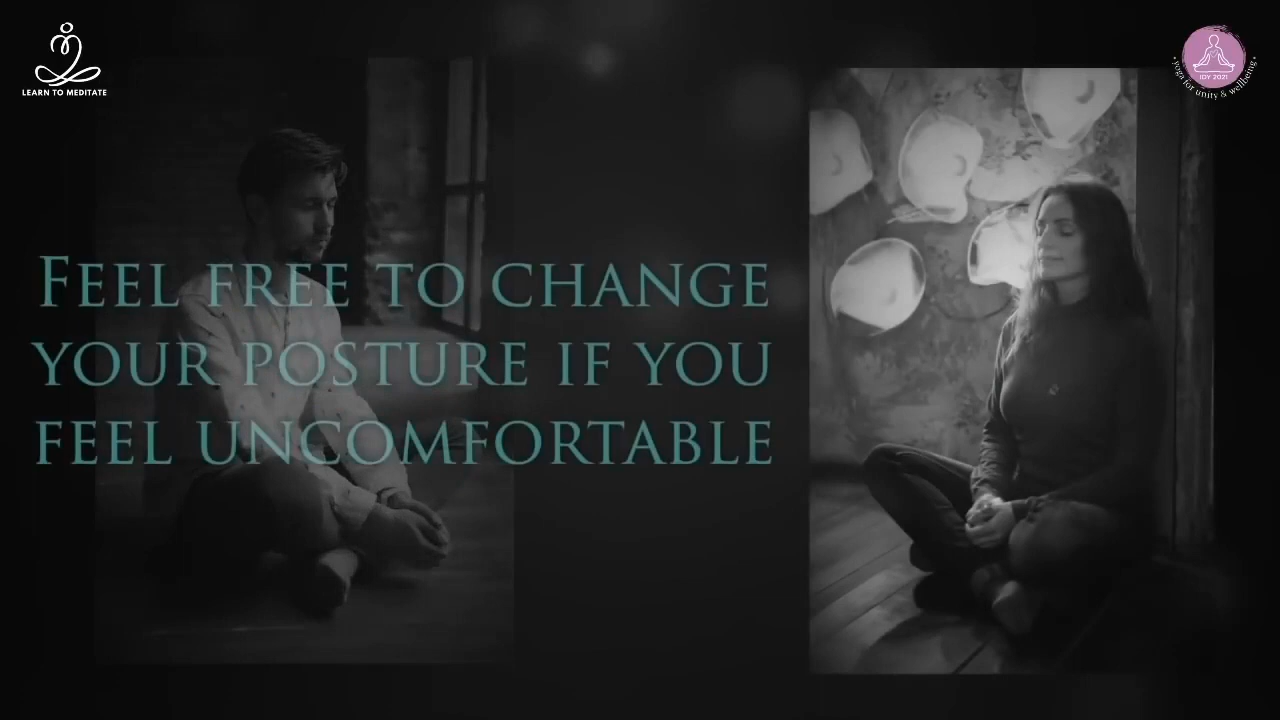 LEARN TO MEDITATE
IDY 2021
yoga for unity & wellbeing
FEEL FREE TO CHANGE
YOUR POSTURE IF YOU
FEEL UNCOMFORTABLE